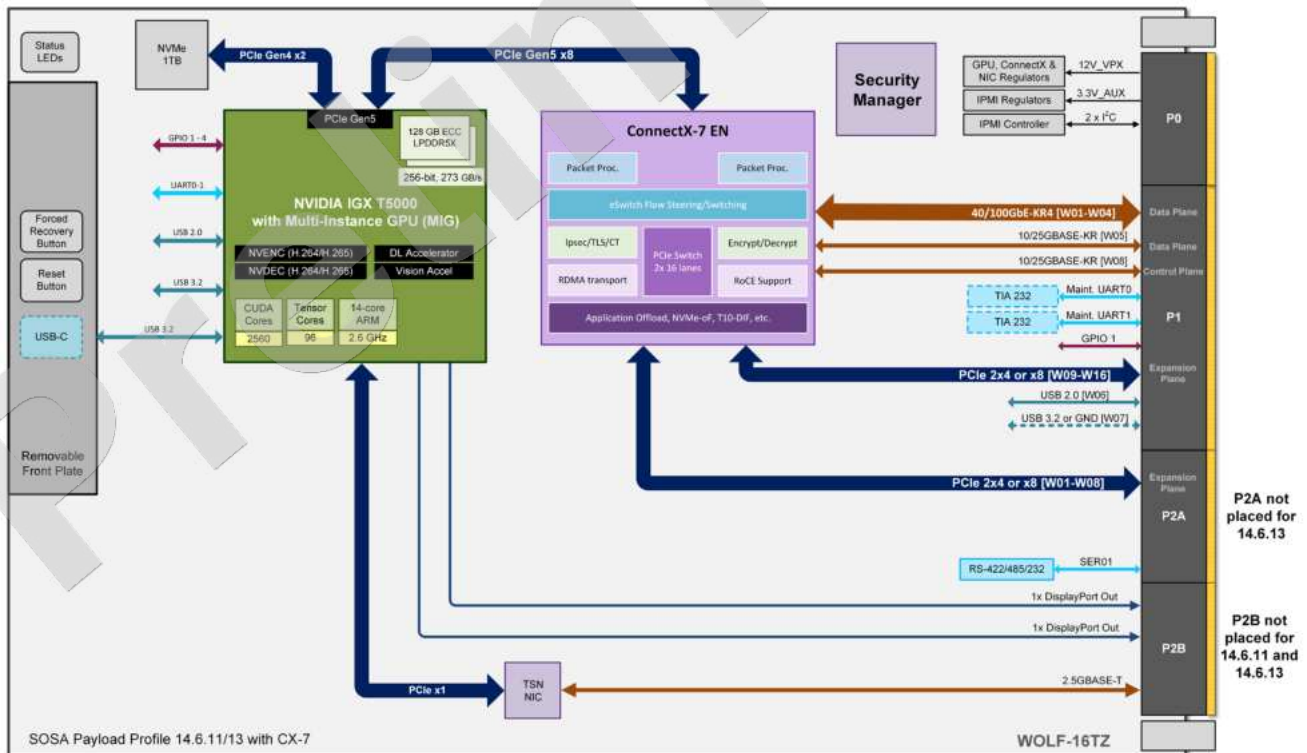 Status
LEDs
NVMe
1TB
PCIe Gen4 x2
PCIe Gen5 x8
Security
Manager
GPU, ConnectX &
NIC Regulators
12V_VPX
IPMI Regulators
3.3V_AUX
IPMI Controller
2 x I²C
P0
PCIe Gen5
128 GB ECC
LPDDR5X
256-bit, 273 GB/s
GPIO 1 - 4
UART0-1
USB 2.0
USB 3.2
USB 3.2
NVIDIA IGX T5000
with Multi-Instance GPU (MIG)
NVENC (H.264/H.265)
DL Accelerator
NVDEC (H.264/H.265)
Vision Accel
CUDA
Cores
2560
Tensor
Cores
96
14-core
ARM
2.6 GHz
Forced
Recovery
Button
Reset
Button
USB-C
Removable
Front Plate
ConnectX-7 EN
Packet Proc.
Packet Proc.
eSwitch Flow Steering/Switching
Ipsec/TLS/CT
PCIe Switch
2x 16 lanes
Encrypt/Decrypt
RDMA transport
RoCE Support
Application Offload, NVMe-oF, T10-DIF, etc.
40/100GbE-KR4 [W01-W04]
Data Plane
10/25GBASE-KR [W05]
Data Plane
10/25GBASE-KR [W08]
Control Plane
TIA 232
Maint. UART0
P1
TIA 232
Maint. UART1
GPIO 1
PCIe 2x4 or x8 [W09-W16]
Expansion
Plane
USB 2.0 [W06]
USB 3.2 or GND [W07]
PCIe 2x4 or x8 [W01-W08]
Expansion
Plane
P2A
P2A not
placed for
14.6.13
RS-422/485/232
SER01
1x DisplayPort Out
1x DisplayPort Out
P2B
P2B not
placed for
14.6.11 and
14.6.13
PCIe x1
TSN
NIC
2.5GBASE-T
SOSA Payload Profile 14.6.11/13 with CX-7
WOLF-16TZ